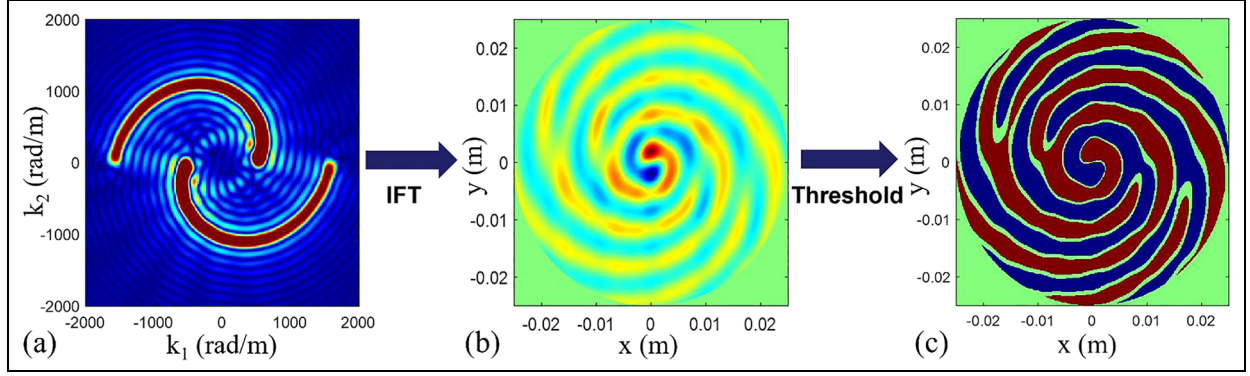 2000
1000
0
-1000
-2000
-2000 -1000 0 1000 2000
k2 (rad/m)
k1 (rad/m)
(a)
IFT
0.02
0.01
0
-0.01
-0.02
-0.02 -0.01 0 0.01 0.02
y (m)
x (m)
(b)
Threshold
0.02
0.01
0
-0.01
-0.02
-0.02 -0.01 0 0.01 0.02
y (m)
x (m)
(c)